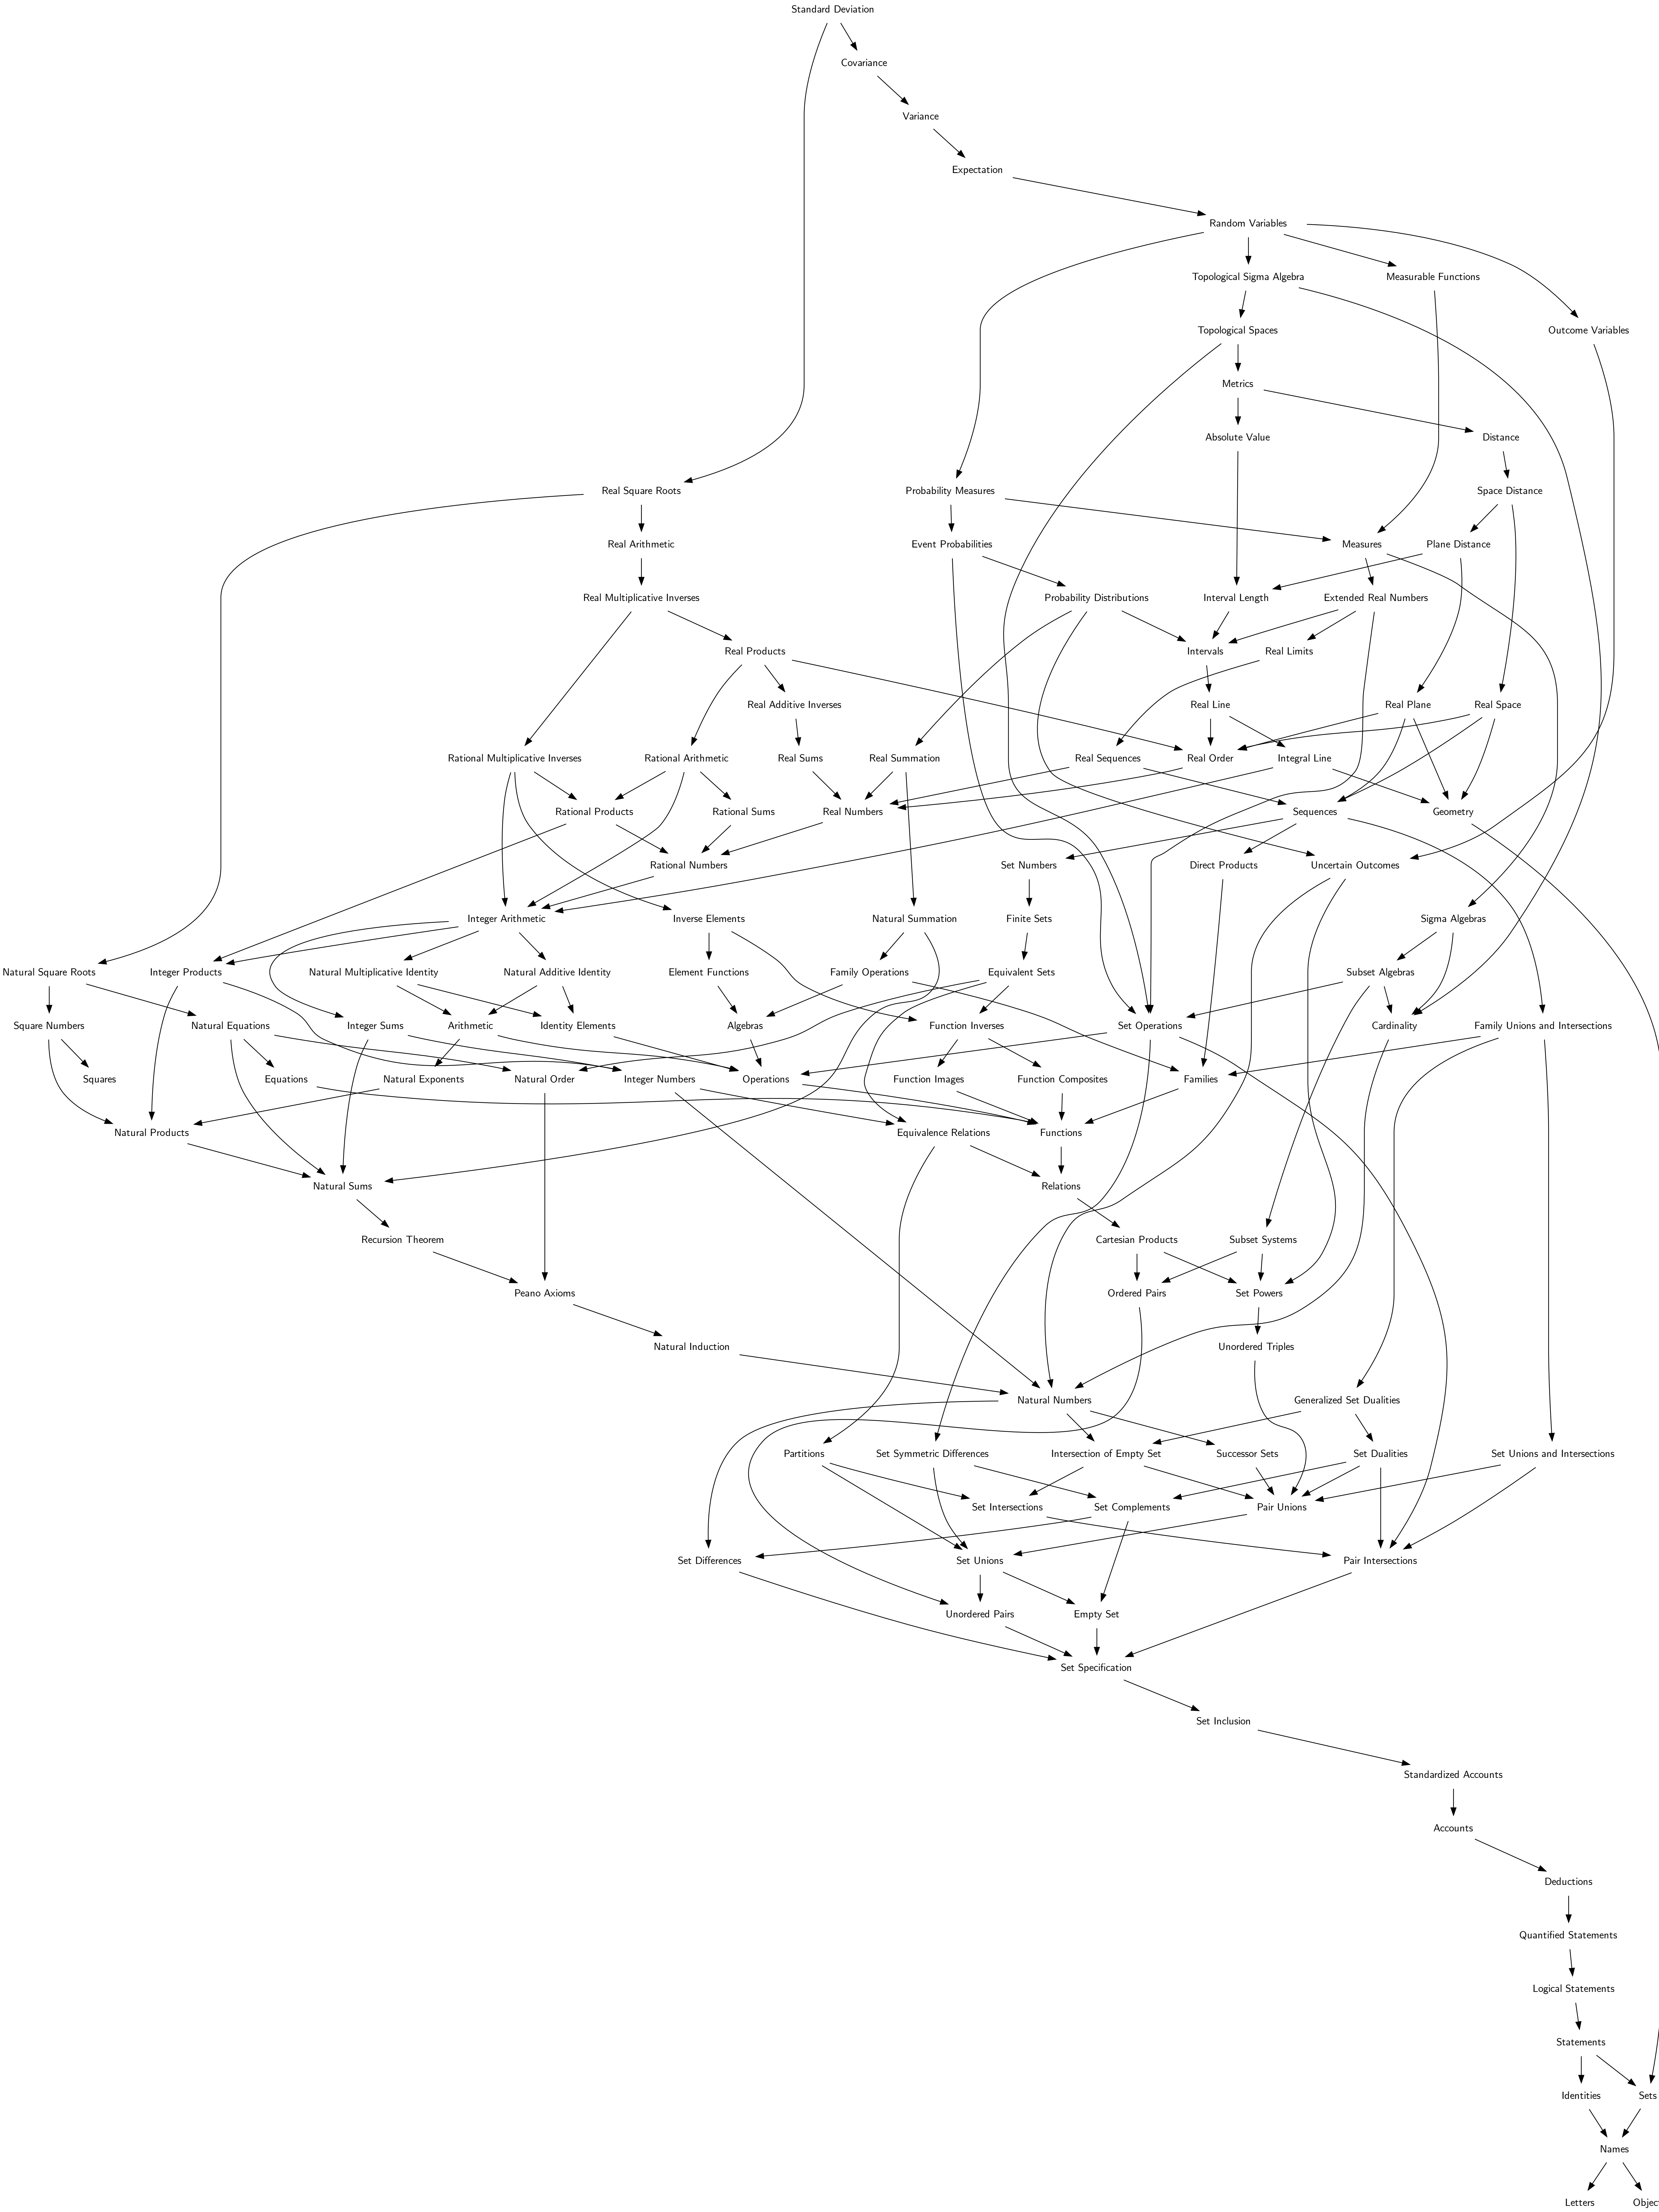 Standard Deviation
Covariance
Variance
Expectation
Random Variables
Topological Sigma Algebra
Measurable Functions
Topological Spaces
Outcome Variables
Metrics
Absolute Value
Distance
Real Square Roots
Probability Measures
Space Distance
Real Arithmetic
Event Probabilities
Measures
Plane Distance
Real Multiplicative Inverses
Probability Distributions
Interval Length
Extended Real Numbers
Real Products
Intervals
Real Limits
Real Additive Inverses
Real Line
Real Plane
Real Space
Rational Multiplicative Inverses
Rational Arithmetic
Real Sums
Real Summation
Real Sequences
Real Order
Integral Line
Rational Products
Rational Sums
Real Numbers
Sequences
Geometry
Rational Numbers
Set Numbers
Direct Products
Uncertain Outcomes
Integer Arithmetic
Inverse Elements
Natural Summation
Finite Sets
Sigma Algebras
Natural Square Roots
Integer Products
Natural Multiplicative Identity
Natural Additive Identity
Element Functions
Family Operations
Equivalent Sets
Subset Algebras
Square Numbers
Natural Equations
Integer Sums
Arithmetic
Identity Elements
Algebras
Function Inverses
Set Operations
Cardinality
Family Unions and Intersections
Squares
Equations
Natural Exponents
Natural Order
Integer Numbers
Operations
Function Images
Function Composites
Families
Natural Products
Equivalence Relations
Functions
Natural Sums
Relations
Recursion Theorem
Cartesian Products
Subset Systems
Peano Axioms
Ordered Pairs
Set Powers
Natural Induction
Unordered Triples
Natural Numbers
Generalized Set Dualities
Partitions
Set Symmetric Differences
Intersection of Empty Set
Successor Sets
Set Dualities
Set Unions and Intersections
Set Intersections
Set Complements
Pair Unions
Set Differences
Set Unions
Pair Intersections
Unordered Pairs
Empty Set
Set Specification
Set Inclusion
Standardized Accounts
Accounts
Deductions
Quantified Statements
Logical Statements
Statements
Identities
Sets
Names
Letters
Objec